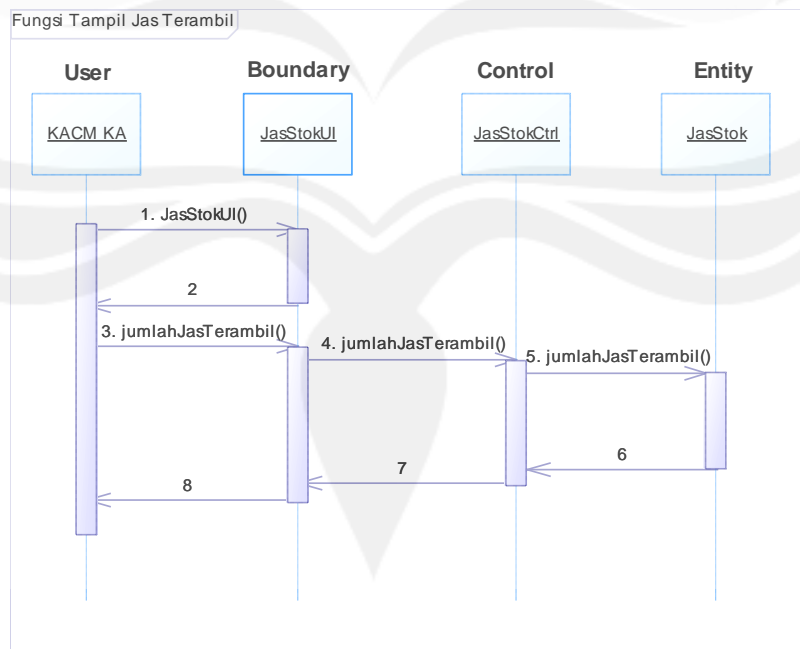 Fungsi Tampil Jas Terambil
User
Boundary
Control
Entity
KACM KA
JasStokUI
JasStokCtrl
JasStok
1. JasStokUI()
2
3. jumlahJasTerambil()
4. jumlahJasTerambil()
5. jumlahJasTerambil()
6
7
8